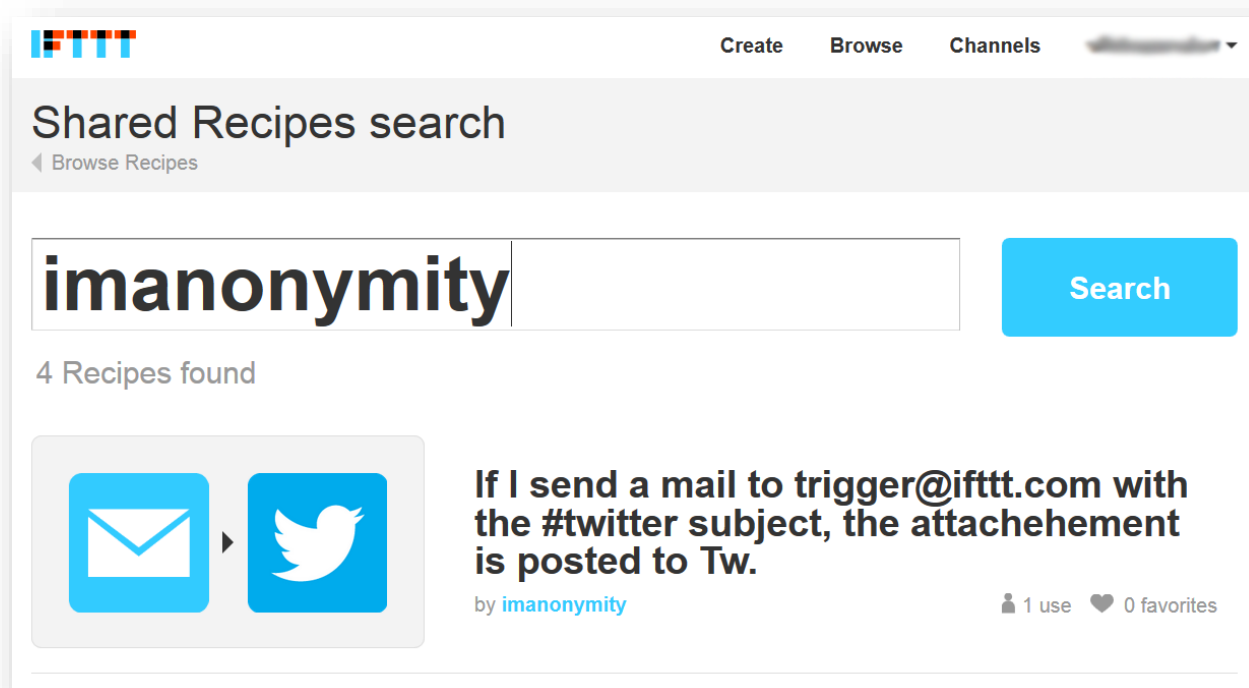 IFTTT
Create Browse Channels
Shared Recipes search
Browse Recipes
imanonymity
Search
4 Recipes found
If I send a mail to trigger@ifttt.com with
the #twitter subject, the attachehement
is posted to Tw.
by imanonymity 1 use 0 favorites